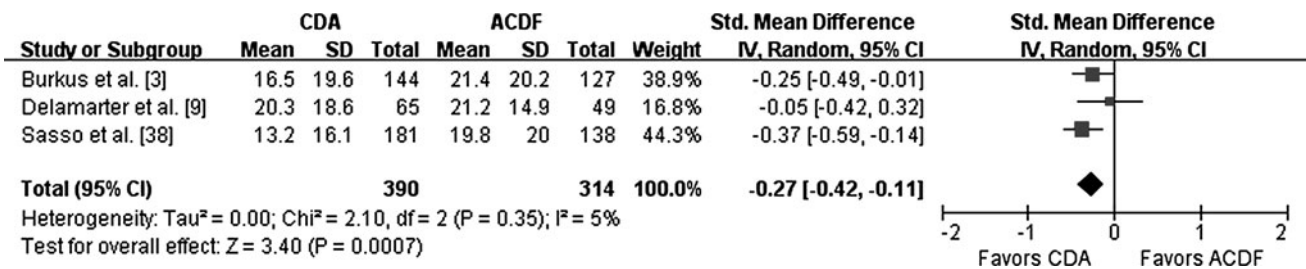 CDA ACDF Std. Mean Difference Std. Mean Difference
Study or Subgroup Mean SD Total Mean SD Total Weight IV, Random, 95% CI IV, Random, 95% CI
Burkus et al. [3] 16.5 19.6 144 21.4 20.2 127 38.9% -0.25 [-0.49, -0.01]
Delamarter et al. [9] 20.3 18.6 65 21.2 14.9 49 16.8% -0.05 [-0.42, 0.32]
Sasso et al. [38] 13.2 16.1 181 19.8 20 138 44.3% -0.37 [-0.59, -0.14]
Total (95% CI) 390 314 100.0% -0.27 [-0.42, -0.11]
Heterogeneity: Tau² = 0.00; Chi² = 2.10, df = 2 (P = 0.35); I² = 5%
Test for overall effect: Z = 3.40 (P = 0.0007)
-2 -1 0 1 2
Favors CDA Favors ACDF